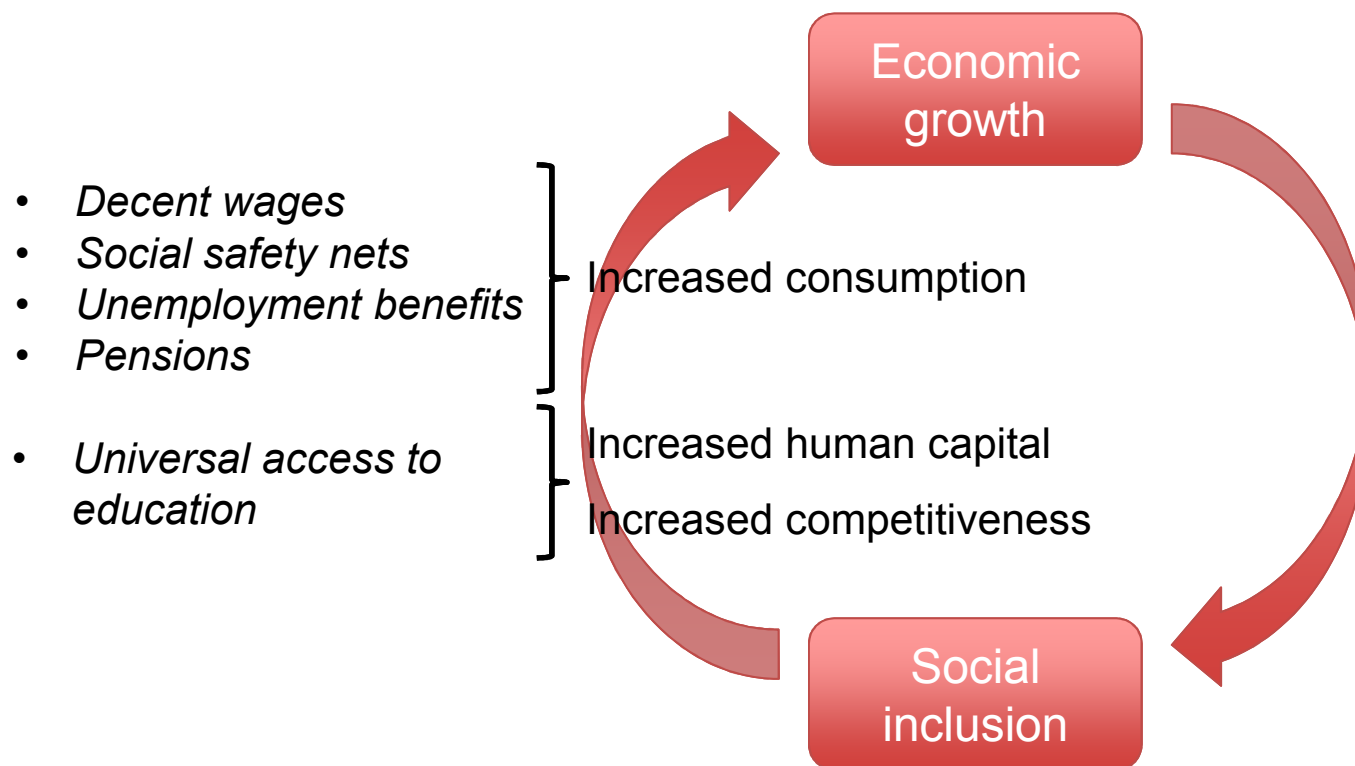 Economic
growth
• Decent wages
• Social safety nets
• Unemployment benefits
• Pensions
Increased consumption
• Universal access to
education
Increased human capital
Increased competitiveness
Social
inclusion